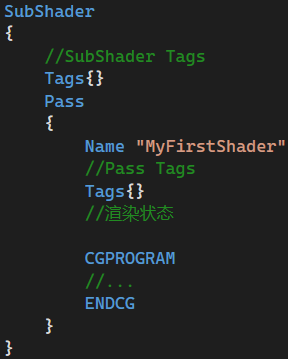 SubShader
{
    //SubShader Tags
    Tags{}
    Pass
    {
        Name "MyFirstShader"
        //Pass Tags
        Tags{}
        //渲染状态

        CGPROGRAM
        //...
        ENDCG
    }
}